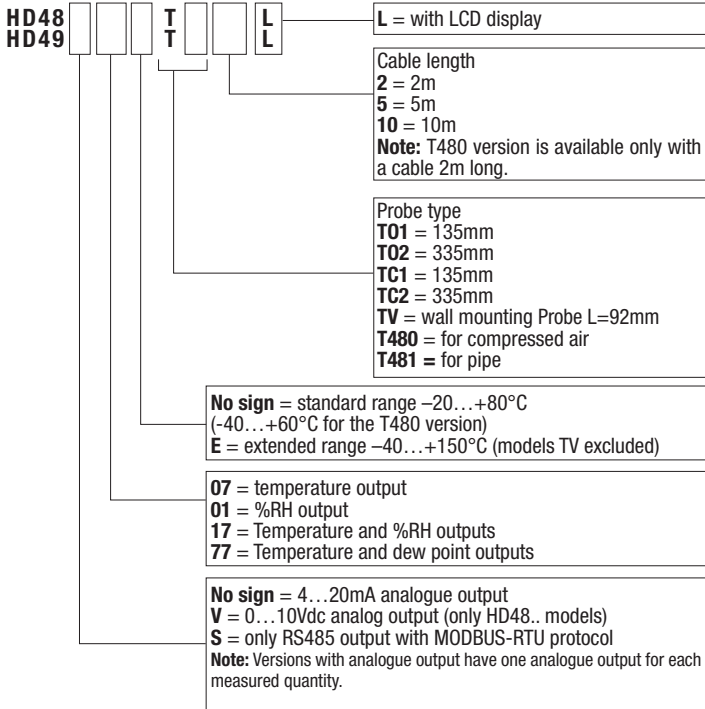 HD48 T L
HD49 T L
L = with LCD display
Cable length
2 = 2m
5 = 5m
10 = 10m
Note: T480 version is available only with
a cable 2m long.
Probe type
TO1 = 135mm
TO2 = 335mm
TC1 = 135mm
TC2 = 335mm
TV = wall mounting Probe L=92mm
T480 = for compressed air
T481 = for pipe
No sign = standard range –20…+80°C
(-40…+60°C for the T480 version)
E = extended range –40…+150°C (models TV excluded)
07 = temperature output
01 = %RH output
17 = Temperature and %RH outputs
77 = Temperature and dew point outputs
No sign = 4…20mA analogue output
V = 0…10Vdc analog output (only HD48.. models)
S = only RS485 output with MODBUS-RTU protocol
Note: Versions with analogue output have one analogue output for each
measured quantity.